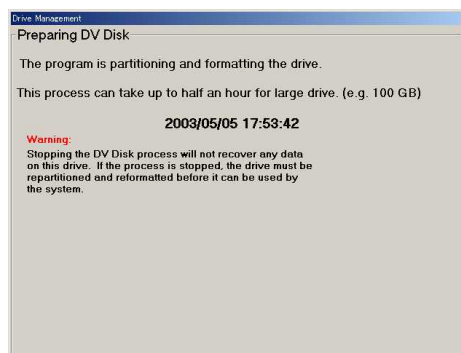 Drive Management
Preparing DV Disk
The program is partitioning and formatting the drive.
This process can take up to half an hour for large drive. (e.g. 100 GB)
2003/05/05 17:53:42
Warning:
Stopping the DV Disk process will not recover any data
on this drive. If the process is stopped, the drive must be
repartitioned and reformatted before it can be used by
the system.